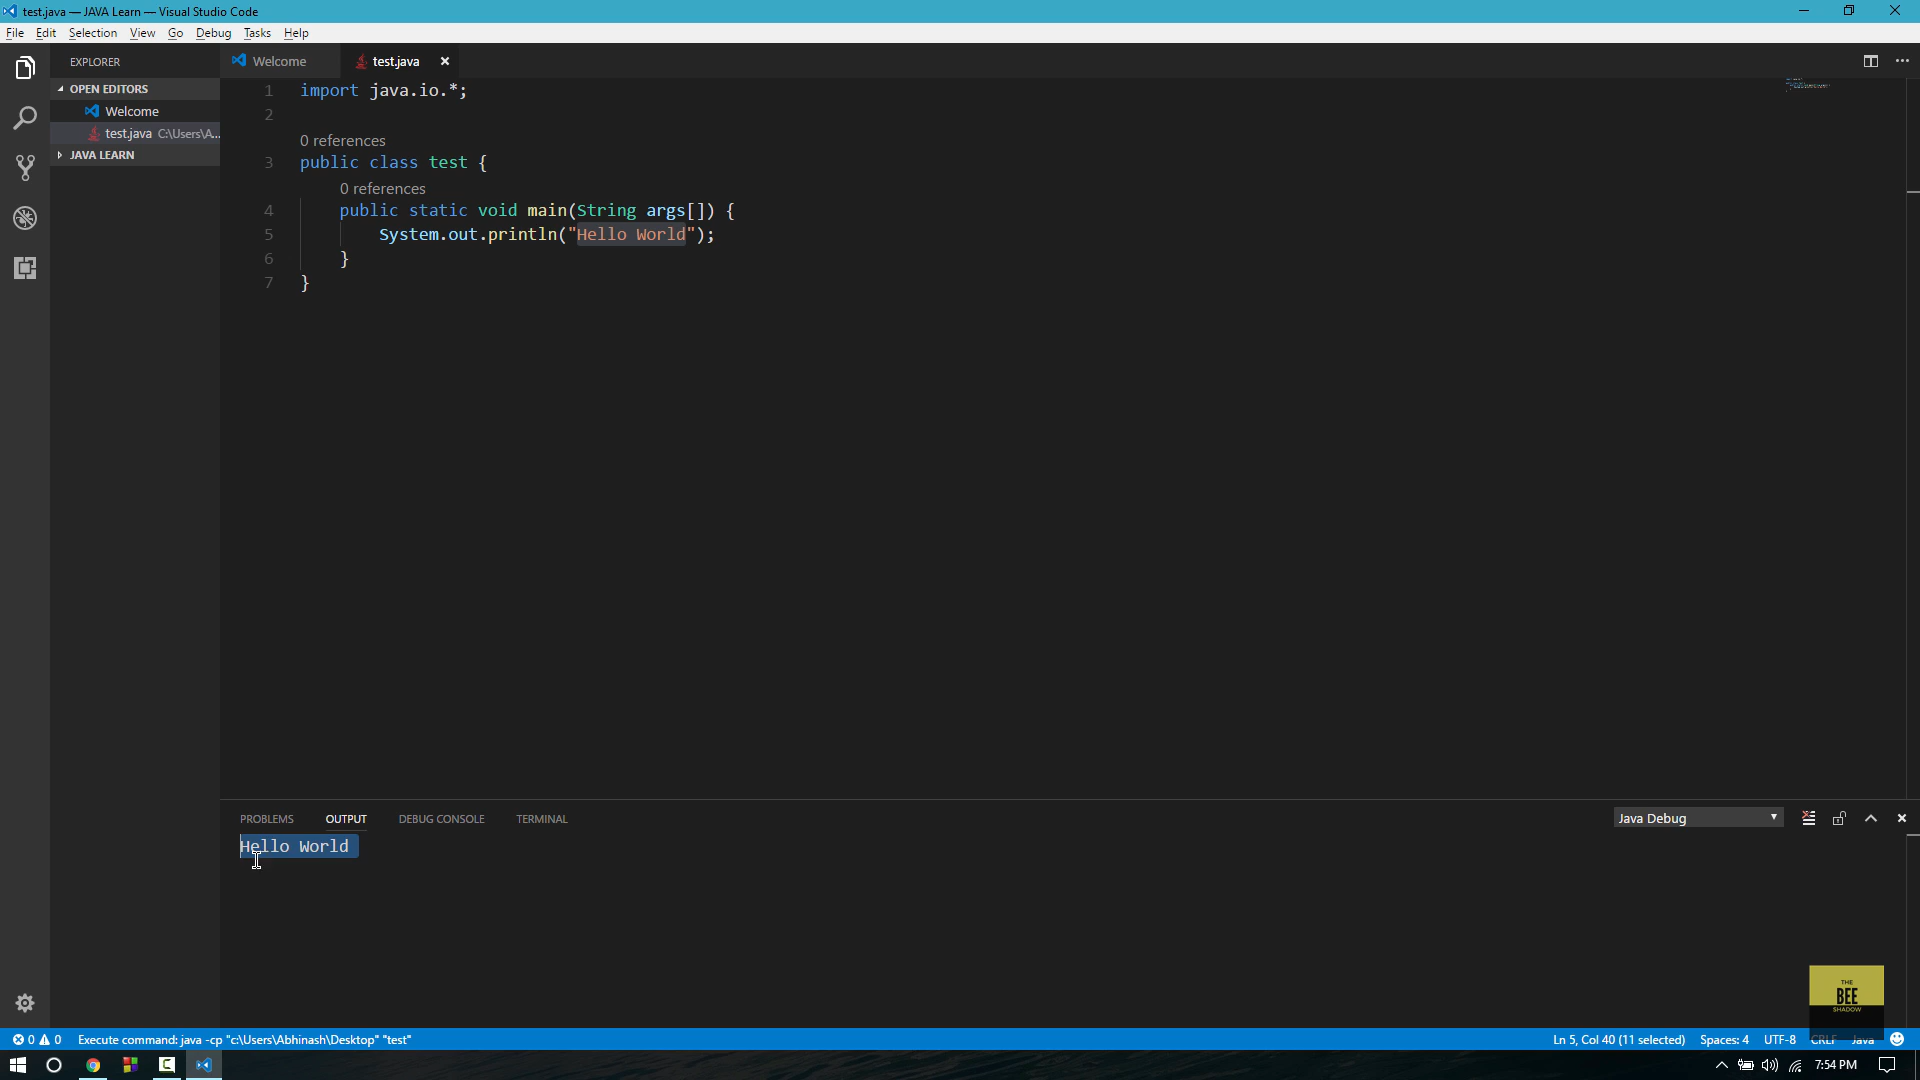 test.java — JAVA Learn — Visual Studio Code
File Edit Selection View Go Debug Tasks Help
EXPLORER
OPEN EDITORS
Welcome
test.java C:\Users\A...
JAVA LEARN
Welcome test.java
1 import java.io.*;
2
0 references
3 public class test {
0 references
4 public static void main(String args[]) {
5 System.out.println("Hello World");
6 }
7 }
PROBLEMS OUTPUT DEBUG CONSOLE TERMINAL Java Debug
Hello World
THE
BEE
SHADOW
0 0 Execute command: java -cp "c:\Users\Abhinash\Desktop" "test" Ln 5, Col 40 (11 selected) Spaces: 4 UTF-8 CRLF Java
7:54 PM